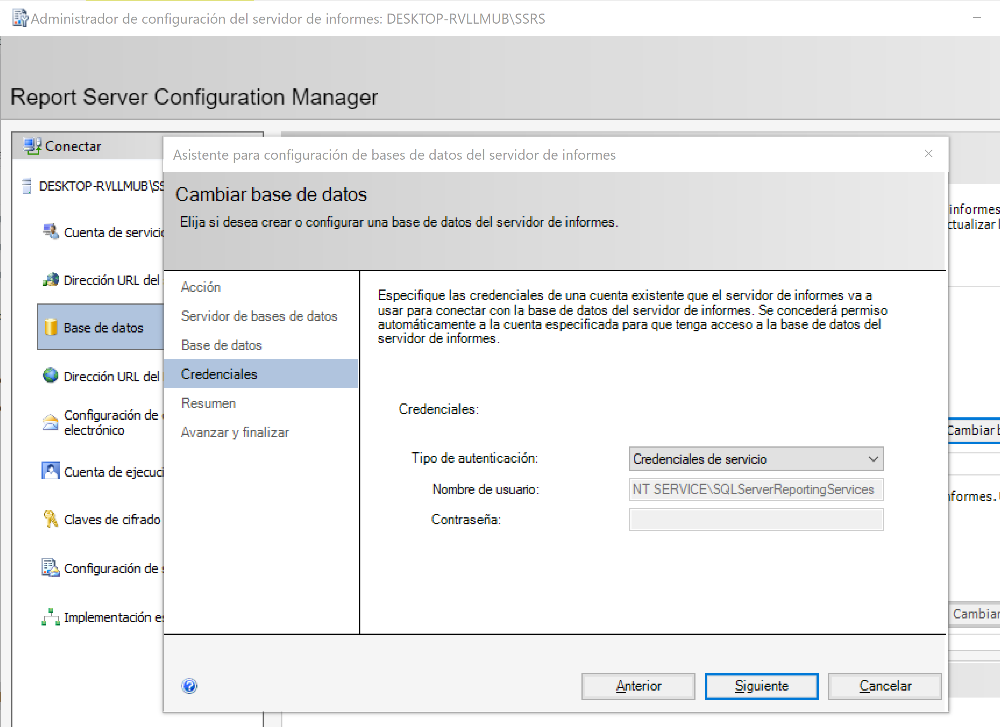 Administrador de configuración del servidor de informes: DESKTOP-RVLLMUB\SSRS
Report Server Configuration Manager
Conectar
DESKTOP-RVLLMUB\SS
Cuenta de servicio
Dirección URL del
Base de datos
Dirección URL del
Configuración de
electrónico
Cuenta de ejecuci
Claves de cifrado
Configuración de
Implementación es
Asistente para configuración de bases de datos del servidor de informes
Cambiar base de datos
Elija si desea crear o configurar una base de datos del servidor de informes.
Acción
Servidor de bases de datos
Base de datos
Credenciales
Resumen
Avanzar y finalizar
Especifique las credenciales de una cuenta existente que el servidor de informes va a
usar para conectar con la base de datos del servidor de informes. Se concederá permiso
automáticamente a la cuenta especificada para que tenga acceso a la base de datos del
servidor de informes.
Credenciales:
Tipo de autenticación: Credenciales de servicio
Nombre de usuario: NT SERVICE\SQLServerReportingServices
Contraseña:
Anterior Siguiente Cancelar
informes
ctualizar
Cambiar b
nformes.
Cambiar